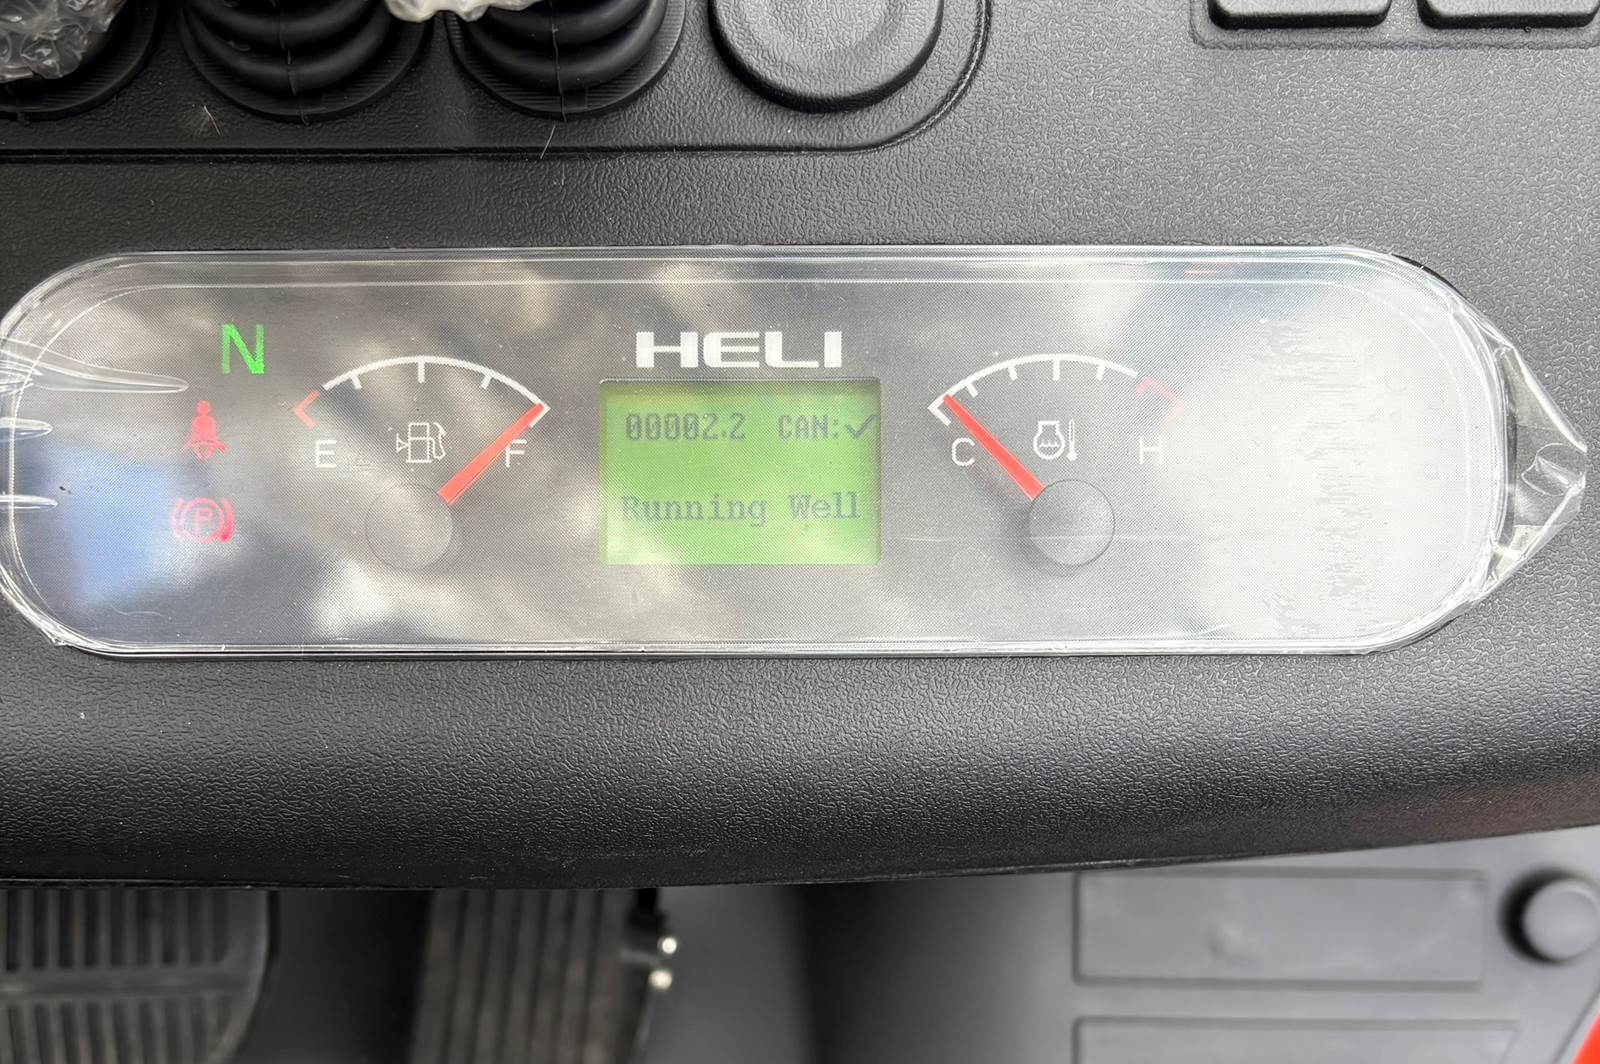 N
HELI
E F
00002.2 CAN:✓
C H
Running Well
P